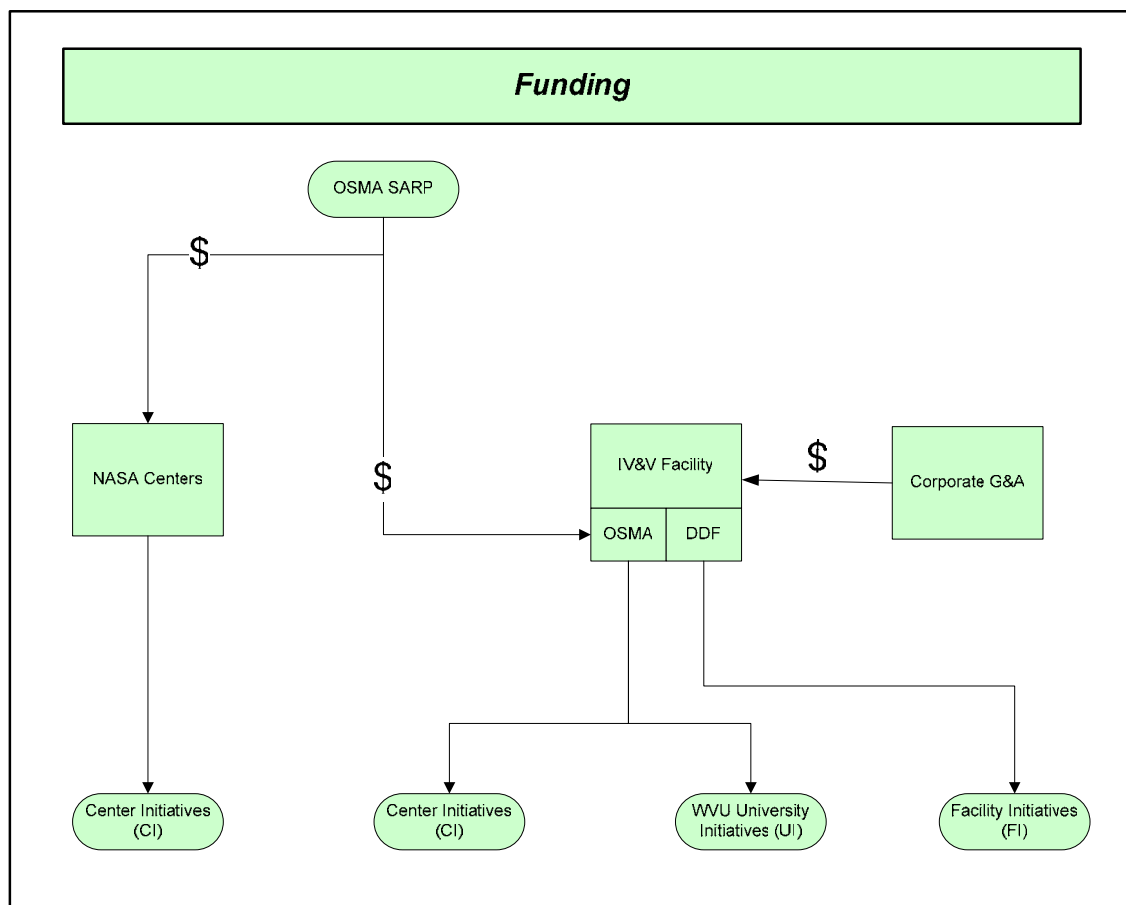 Funding
OSMA SARP
$
$
NASA Centers
IV&V Facility
$
Corporate G&A
OSMA
DDF
Center Initiatives
(CI)
Center Initiatives
(CI)
WVU University
Initiatives (UI)
Facility Initiatives
(FI)